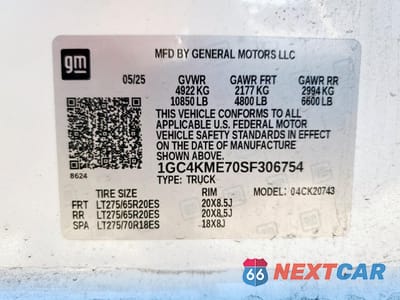 gm
MFD BY GENERAL MOTORS LLC
05/25 GVWR GAWR FRT GAWR RR
4922 KG 2177 KG 2994 KG
10850 LB 4800 LB 6600 LB
THIS VEHICLE CONFORMS TO ALL APPLICABLE
U.S. FEDERAL MOTOR
VEHICLE SAFETY STANDARDS IN EFFECT
ON THE DATE OF MANUFACTURE
SHOWN ABOVE.
1GC4KME70SF306754
8624
TYPE: TRUCK
TIRE SIZE RIM MODEL: 04CK20743
FRT LT275/65R20ES 20X8.5J
RR LT275/65R20ES 20X8.5J
SPA LT275/70R18ES 18X8J
66 NEXTCAR